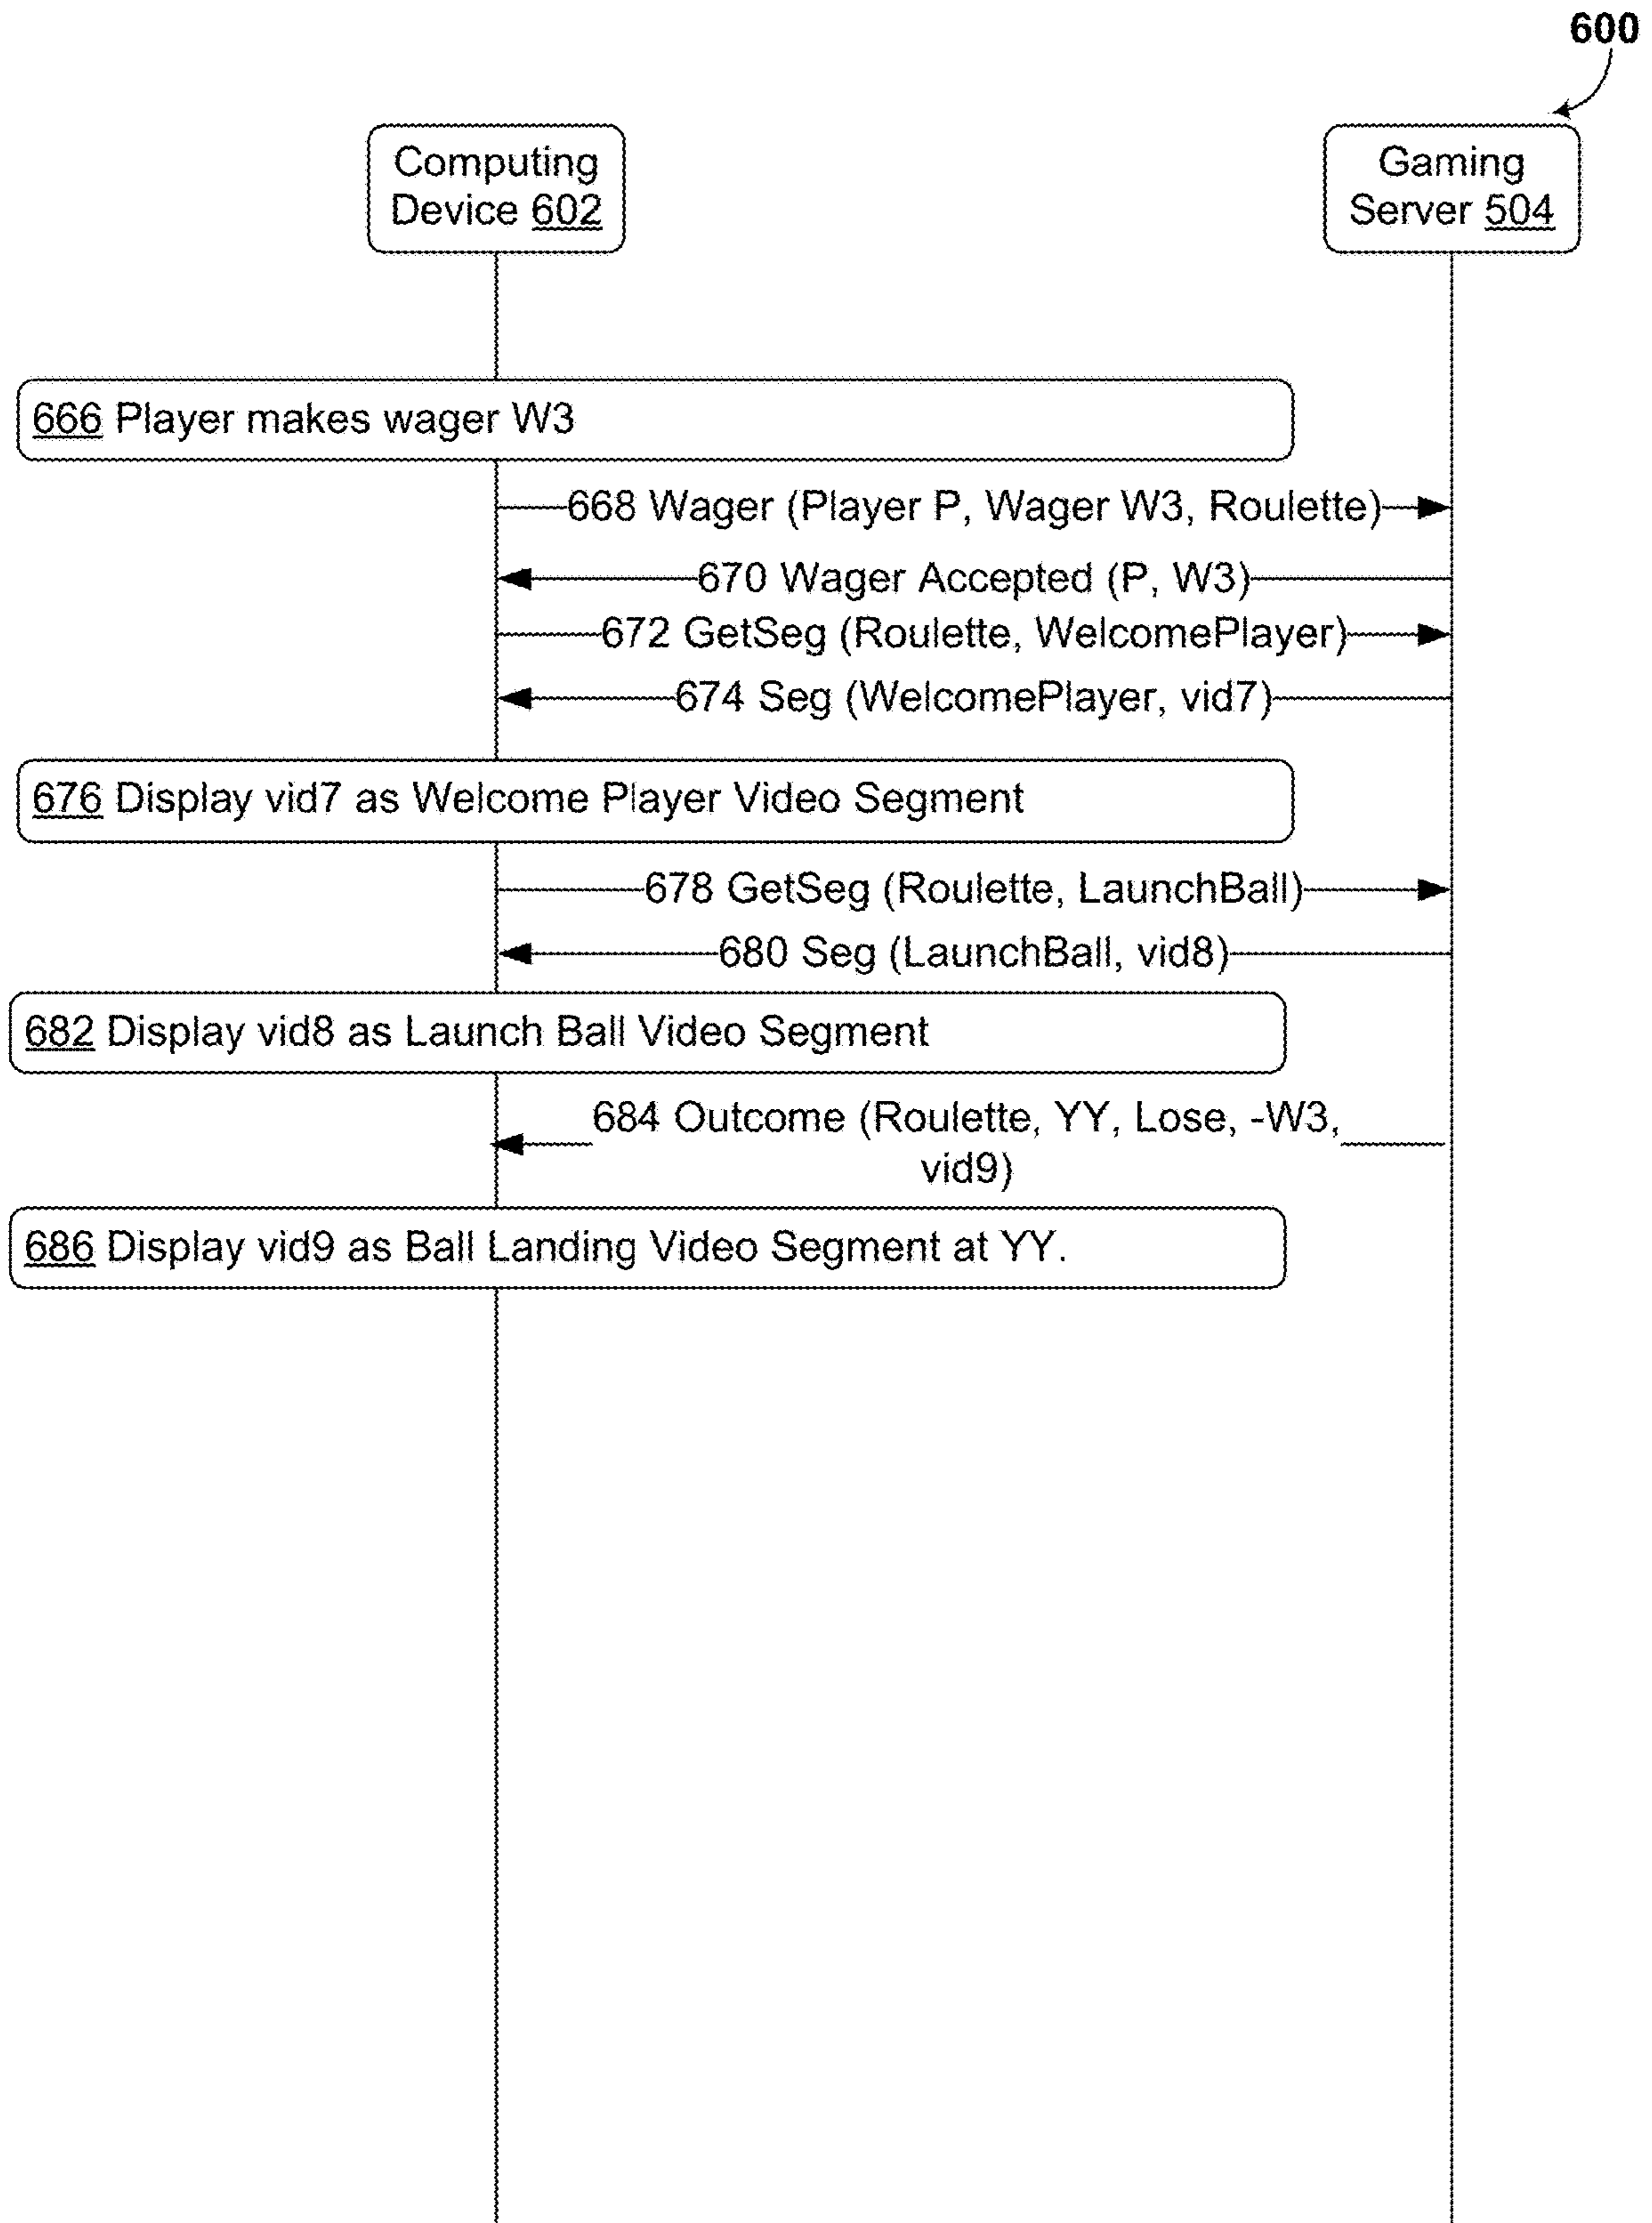 600
Computing
Device 602
Gaming
Server 504
666 Player makes wager W3
668 Wager (Player P, Wager W3, Roulette)
670 Wager Accepted (P, W3)
672 GetSeg (Roulette, WelcomePlayer)
674 Seg (WelcomePlayer, vid7)
676 Display vid7 as Welcome Player Video Segment
678 GetSeg (Roulette, LaunchBall)
680 Seg (LaunchBall, vid8)
682 Display vid8 as Launch Ball Video Segment
684 Outcome (Roulette, YY, Lose, -W3,
vid9)
686 Display vid9 as Ball Landing Video Segment at YY.